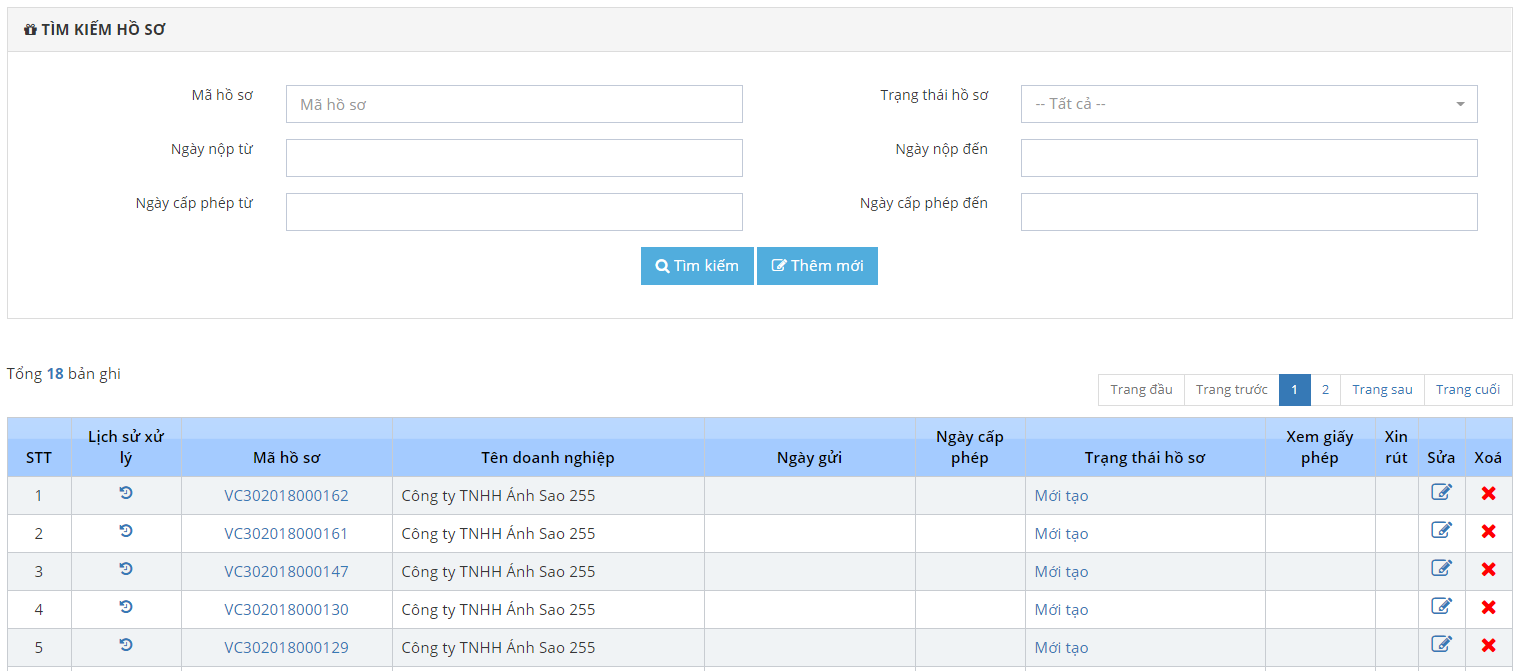 TÌM KIẾM HỒ SƠ
Mã hồ sơ Mã hồ sơ Trạng thái hồ sơ -- Tất cả --
Ngày nộp từ Ngày nộp đến
Ngày cấp phép từ Ngày cấp phép đến
Tìm kiếm Thêm mới
Tổng 18 bản ghi
Trang đầu Trang trước 1 2 Trang sau Trang cuối
STT Lịch sử xử lý Mã hồ sơ Tên doanh nghiệp Ngày gửi Ngày cấp phép Trạng thái hồ sơ Xem giấy phép Xin rút Sửa Xoá
1 VC302018000162 Công ty TNHH Ánh Sao 255 Mới tạo
2 VC302018000161 Công ty TNHH Ánh Sao 255 Mới tạo
3 VC302018000147 Công ty TNHH Ánh Sao 255 Mới tạo
4 VC302018000130 Công ty TNHH Ánh Sao 255 Mới tạo
5 VC302018000129 Công ty TNHH Ánh Sao 255 Mới tạo